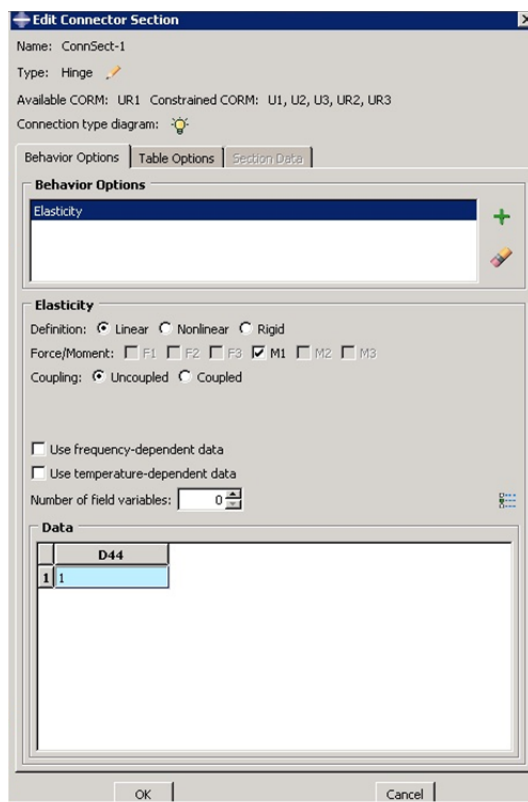 Edit Connector Section
Name: ConnSect-1
Type: Hinge
Available CORM: UR1 Constrained CORM: U1, U2, U3, UR2, UR3
Connection type diagram:
Behavior Options Table Options Section Data
Behavior Options
Elasticity
Elasticity
Definition: Linear Nonlinear Rigid
Force/Moment: F1 F2 F3 M1 M2 M3
Coupling: Uncoupled Coupled
Use frequency-dependent data
Use temperature-dependent data
Number of field variables: 0
Data
D44
1 1
OK Cancel